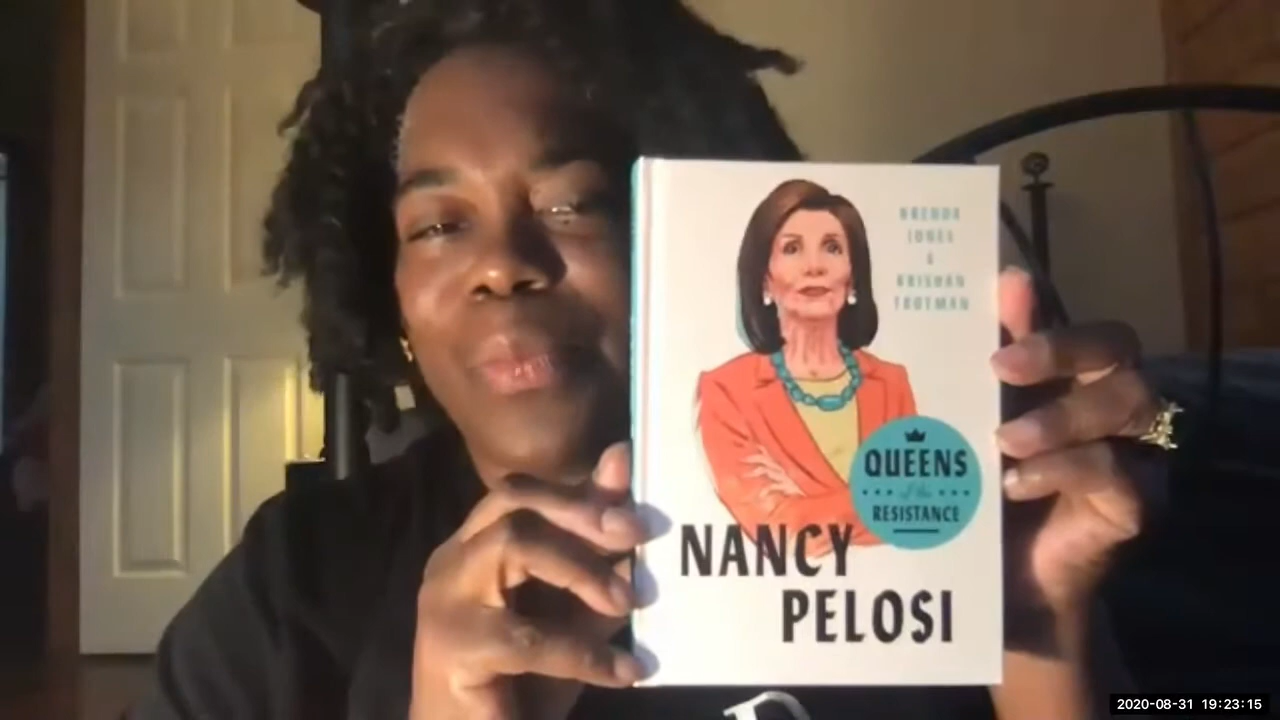 BRENDA
JONES
&
KRISHAN
TROTMAN
QUEENS
of the
RESISTANCE
NANCY
PELOSI
D
2020-08-31 19:23:15